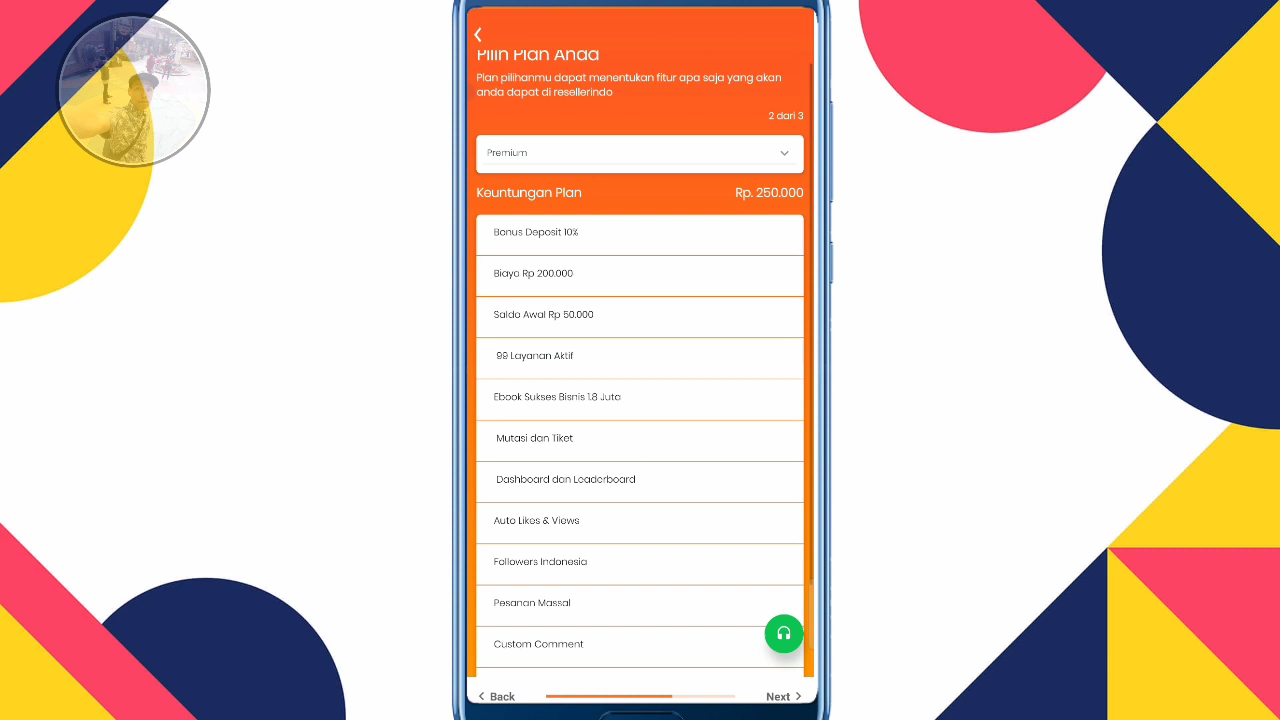 Pilih Plan Anda
Plan pilihanmu dapat menentukan fitur apa saja yang akan
anda dapat di resellerindo
2 dari 3
Premium
Keuntungan Plan Rp. 250.000
Bonus Deposit 10%
Biaya Rp 200.000
Saldo Awal Rp 50.000
99 Layanan Aktif
Ebook Sukses Bisnis 1.8 Juta
Mutasi dan Tiket
Dashboard dan Leaderboard
Auto Likes & Views
Followers Indonesia
Pesanan Massal
Custom Comment
Back Next